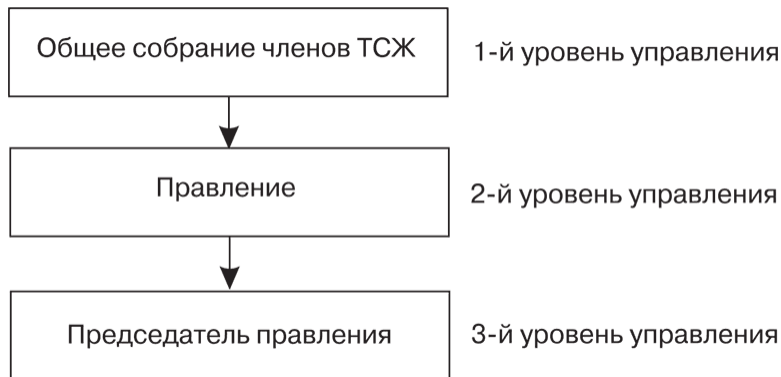 Общее собрание членов ТСЖ
1-й уровень управления
Правление
2-й уровень управления
Председатель правления
3-й уровень управления